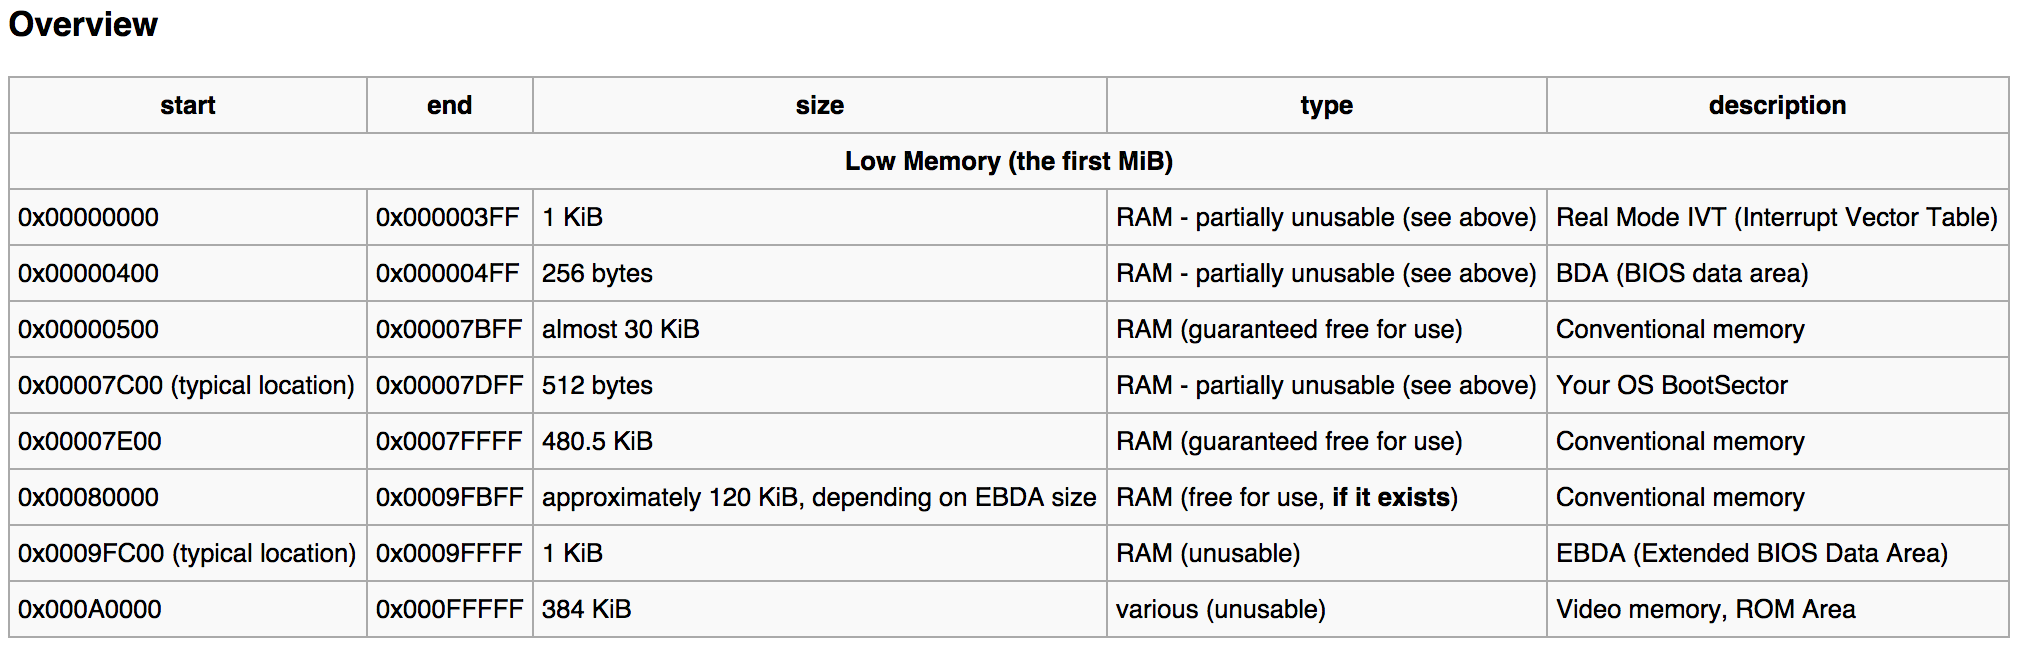 Overview
start end size type description
Low Memory (the first MiB)
0x00000000 0x000003FF 1 KiB RAM - partially unusable (see above) Real Mode IVT (Interrupt Vector Table)
0x00000400 0x000004FF 256 bytes RAM - partially unusable (see above) BDA (BIOS data area)
0x00000500 0x00007BFF almost 30 KiB RAM (guaranteed free for use) Conventional memory
0x00007C00 (typical location) 0x00007DFF 512 bytes RAM - partially unusable (see above) Your OS BootSector
0x00007E00 0x0007FFFF 480.5 KiB RAM (guaranteed free for use) Conventional memory
0x00080000 0x0009FBFF approximately 120 KiB, depending on EBDA size RAM (free for use, if it exists) Conventional memory
0x0009FC00 (typical location) 0x0009FFFF 1 KiB RAM (unusable) EBDA (Extended BIOS Data Area)
0x000A0000 0x000FFFFF 384 KiB various (unusable) Video memory, ROM Area